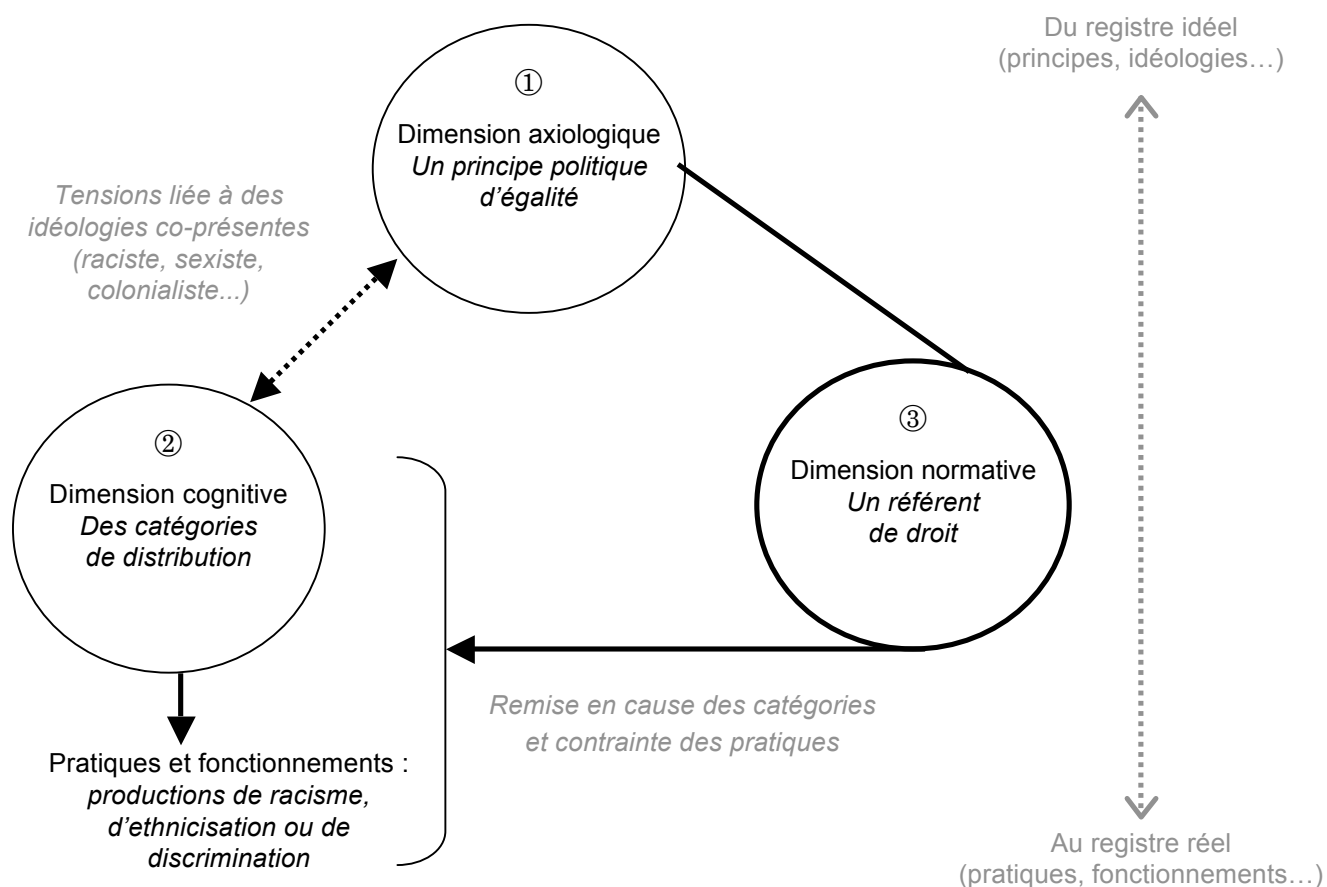 Du registre idéel
(principes, idéologies…)
①
Dimension axiologique
Un principe politique
d’égalité
Tensions liée à des
idéologies co-présentes
(raciste, sexiste,
colonialiste...)
②
Dimension cognitive
Des catégories
de distribution
③
Dimension normative
Un référent
de droit
Remise en cause des catégories
et contrainte des pratiques
Pratiques et fonctionnements :
productions de racisme,
d’ethnicisation ou de
discrimination
Au registre réel
(pratiques, fonctionnements…)